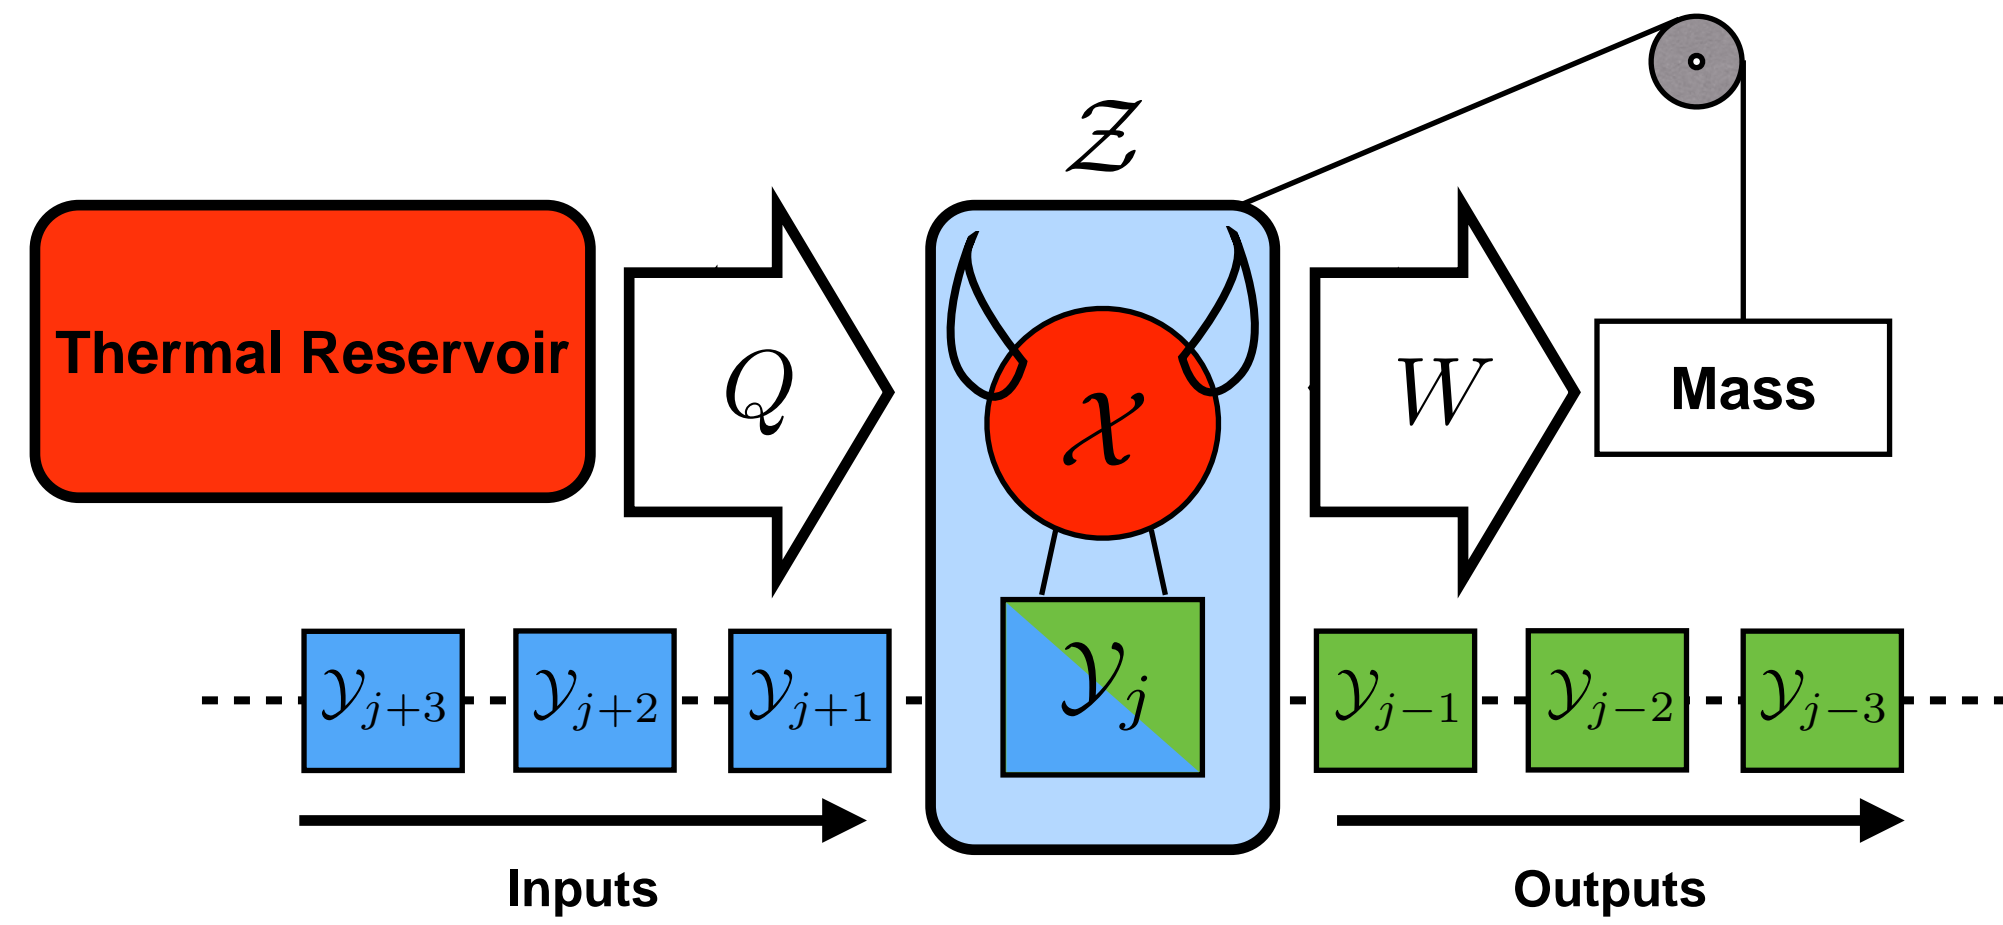 𝒵
Thermal Reservoir
Q
𝒳
W
Mass
𝒴_{j+3}
𝒴_{j+2}
𝒴_{j+1}
𝒴_j
𝒴_{j−1}
𝒴_{j−2}
𝒴_{j−3}
Inputs
Outputs